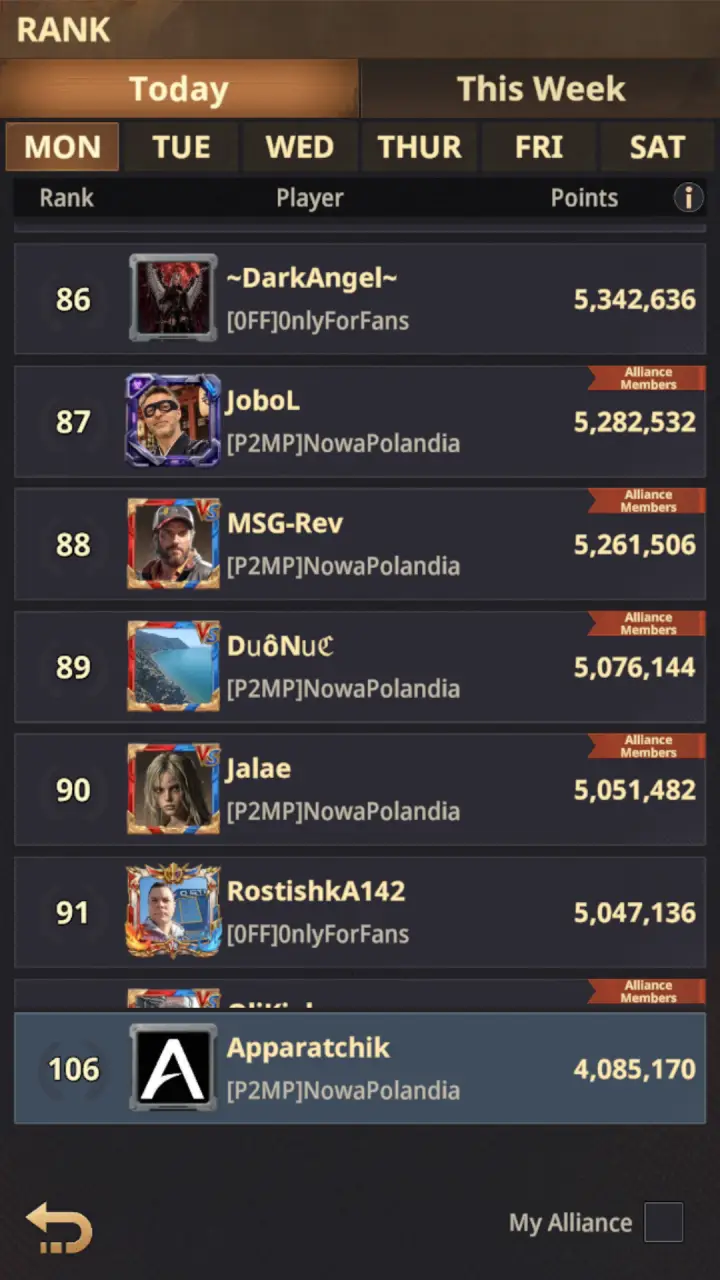 RANK
Today
This Week
MON
TUE
WED
THUR
FRI
SAT
Rank
Player
Points
86
~DarkAngel~
[0FF]0nlyForFans
5,342,636
Alliance
Members
87
JoboL
[P2MP]NowaPolandia
5,282,532
Alliance
Members
88
MSG-Rev
[P2MP]NowaPolandia
5,261,506
Alliance
Members
89
DuôNuℭ
[P2MP]NowaPolandia
5,076,144
Alliance
Members
90
Jalae
[P2MP]NowaPolandia
5,051,482
91
RostishkA142
[0FF]0nlyForFans
5,047,136
Alliance
Members
106
Apparatchik
[P2MP]NowaPolandia
4,085,170
My Alliance